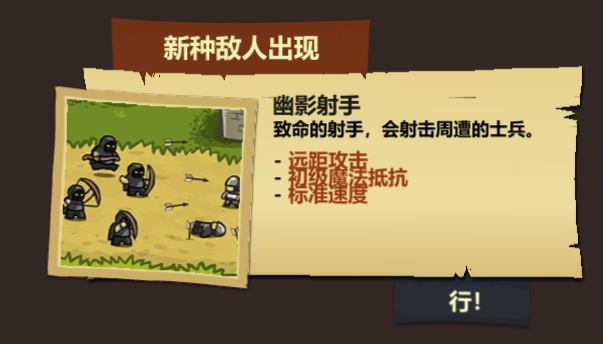 新种敌人出现
幽影射手
致命的射手，会射击周遭的士兵。
- 远距攻击
- 初级魔法抵抗
- 标准速度
行！